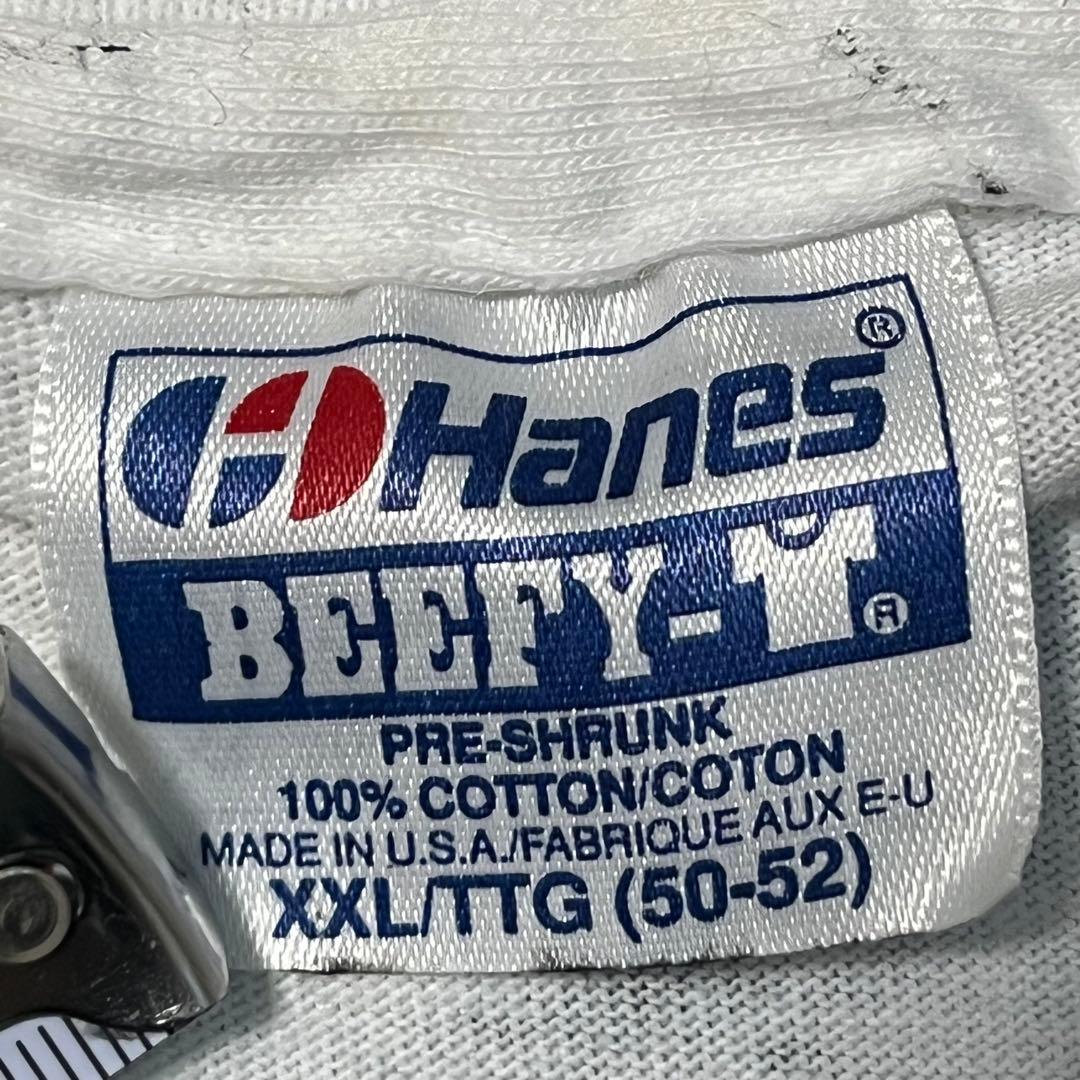 Hanes®
BEEFY-T®
PRE-SHRUNK
100% COTTON/COTON
MADE IN U.S.A./FABRIQUE AUX E-U
XXL/TTG (50-52)